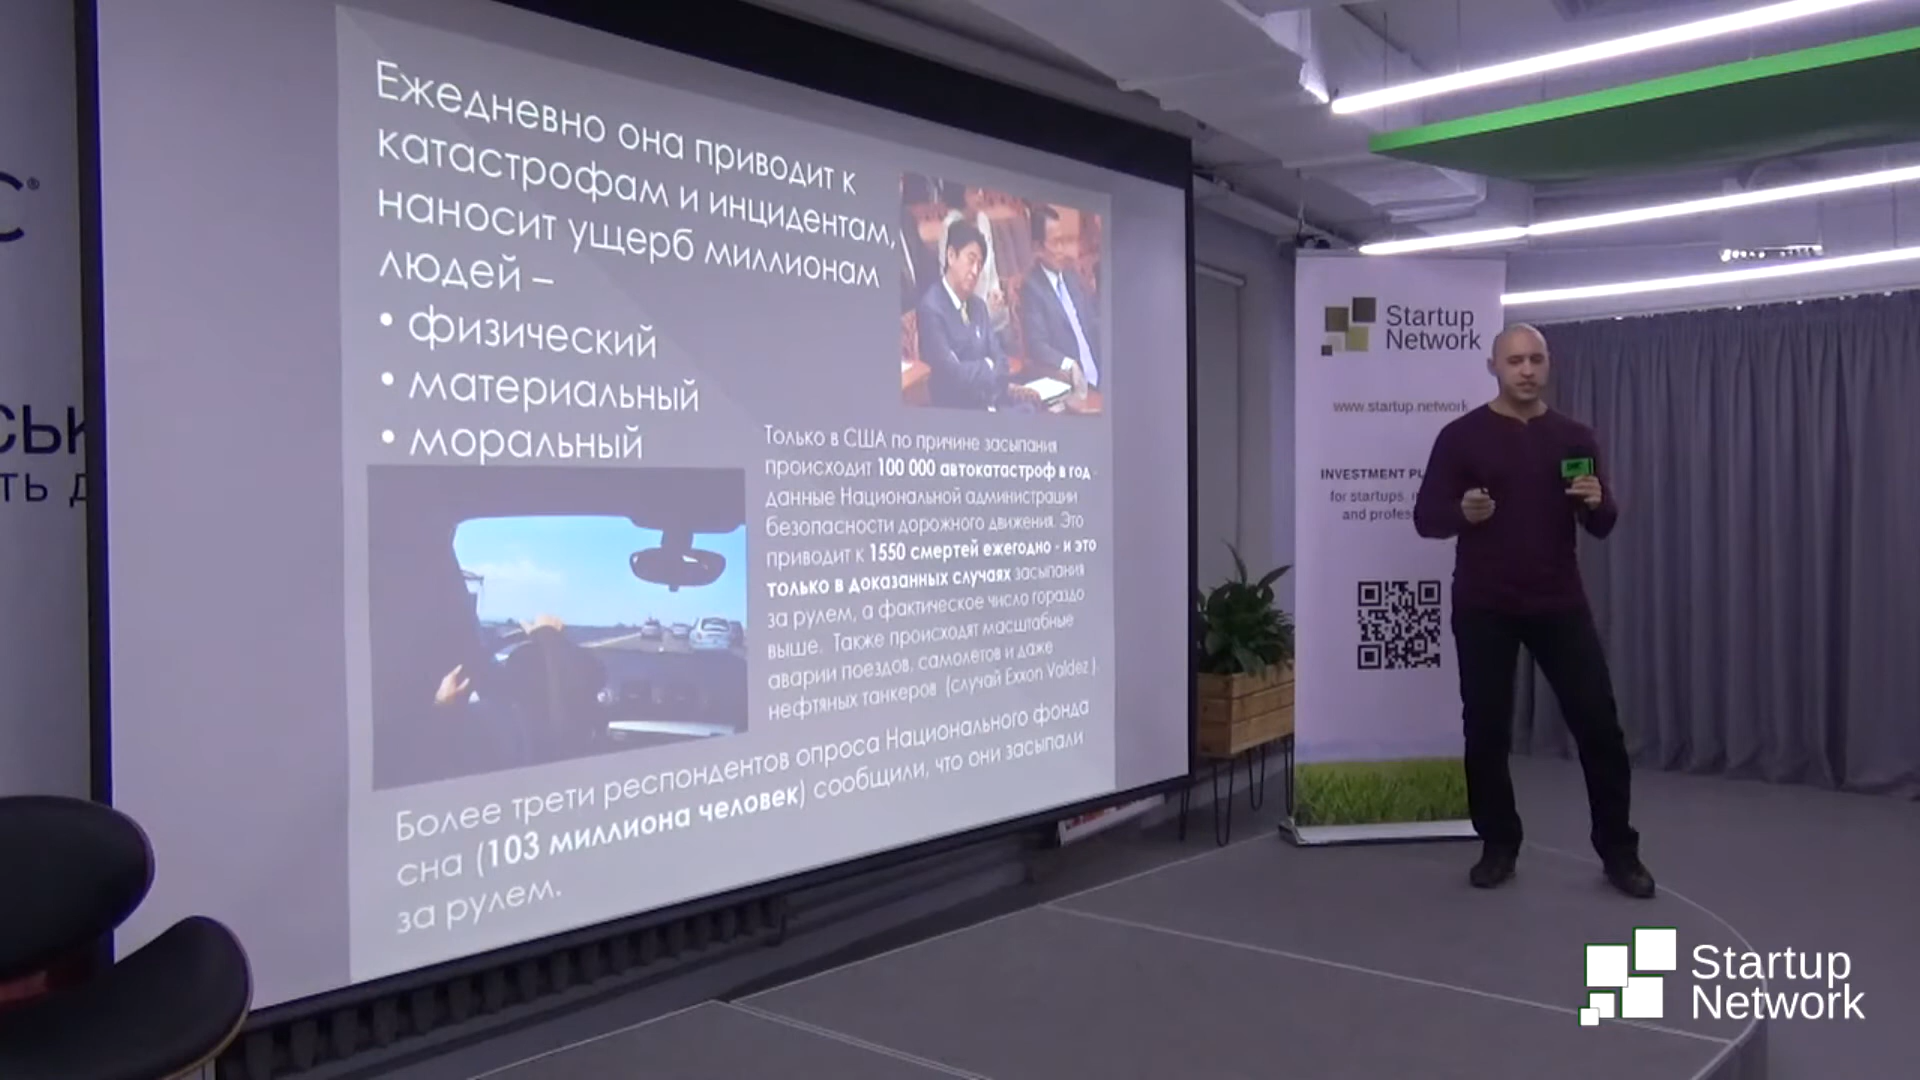 Ежедневно она приводит к
катастрофам и инцидентам,
наносит ущерб миллионам
людей –
• физический
• материальный
• моральный
Только в США по причине засыпания
происходит 100 000 автокатастроф в год -
данные Национальной администрации
безопасности дорожного движения. Это
приводит к 1550 смертей ежегодно - и это
только в доказанных случаях засыпания
за рулем, а фактическое число гораздо
выше. Также происходят масштабные
аварии поездов, самолетов и даже
нефтяных танкеров (случай Exxon Valdez ).
Более трети респондентов опроса Национального фонда
сна (103 миллиона человек) сообщили, что они засыпали
за рулем.
Startup
Network
www.startup.network
INVESTMENT
for startups,
and
Startup
Network